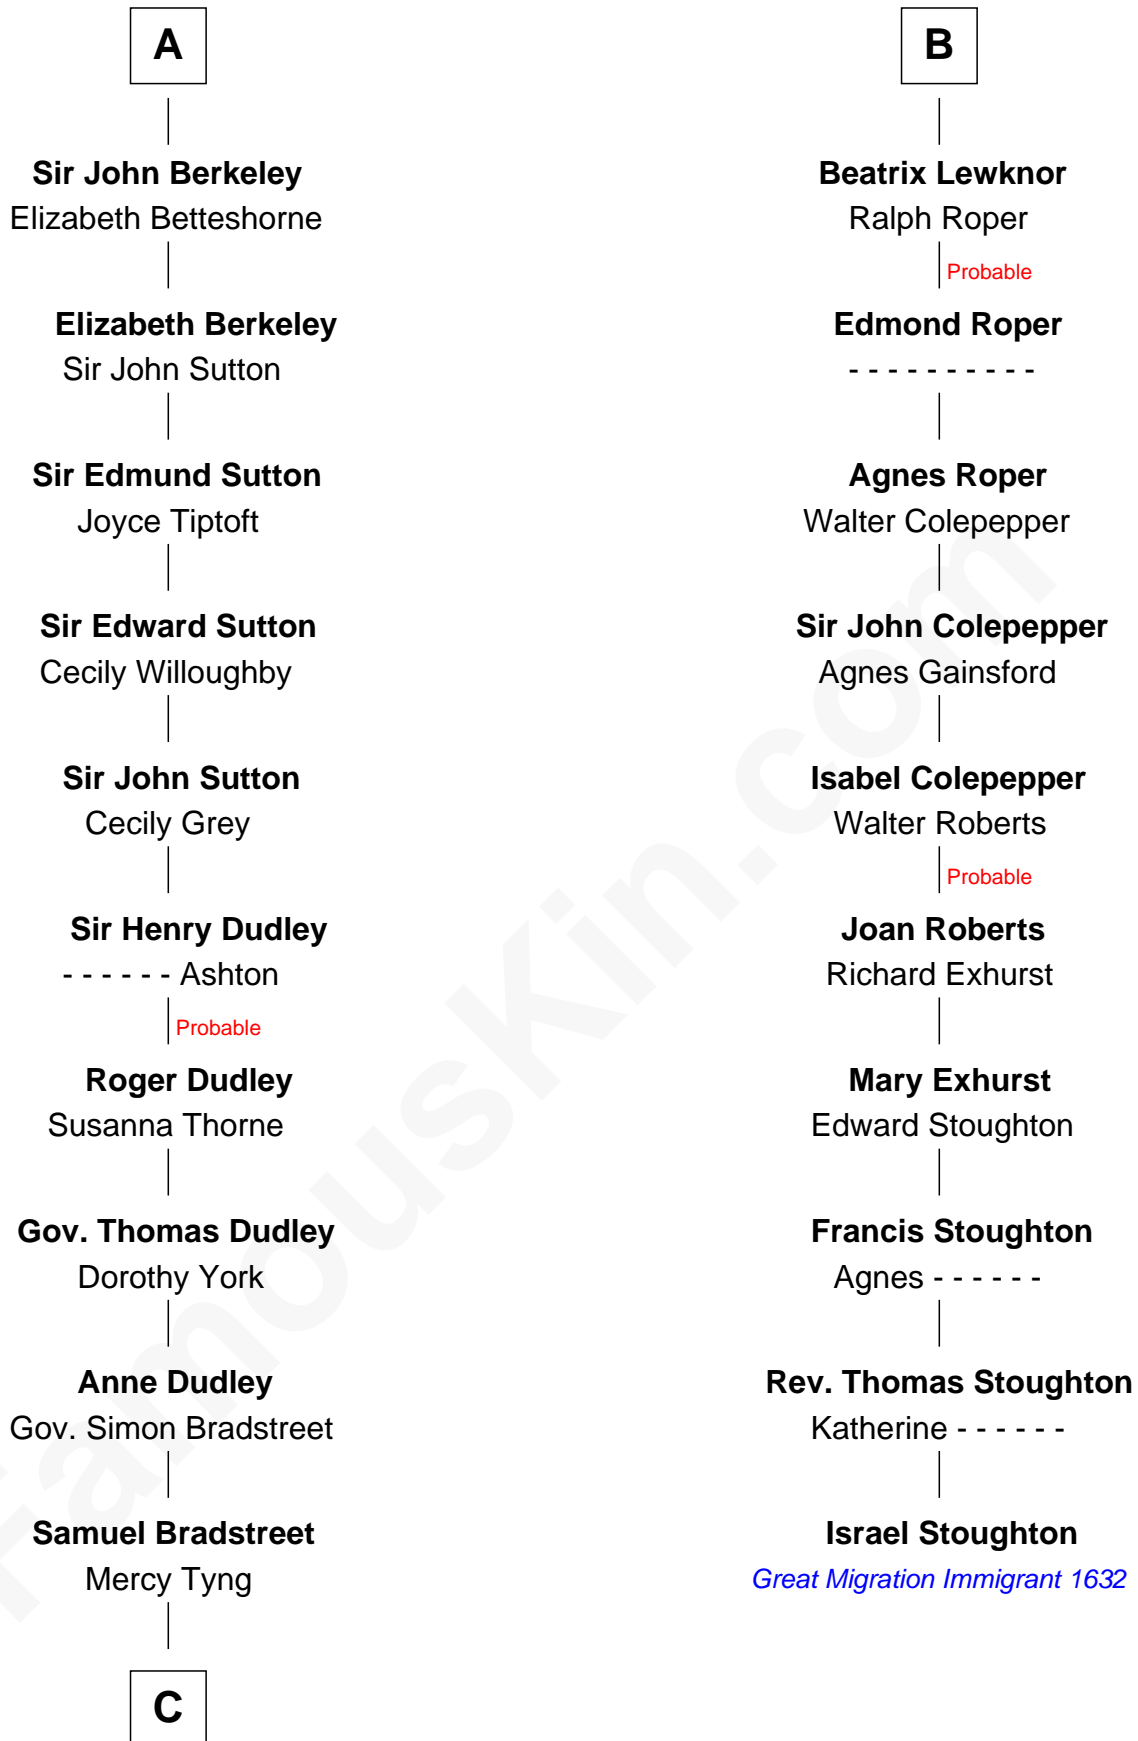 A
Sir John Berkeley
Elizabeth Betteshorne
Elizabeth Berkeley
Sir John Sutton
Sir Edmund Sutton
Joyce Tiptoft
Sir Edward Sutton
Cecily Willoughby
Sir John Sutton
Cecily Grey
Sir Henry Dudley
- - - - - - Ashton
Probable
Roger Dudley
Susanna Thorne
Gov. Thomas Dudley
Dorothy York
Anne Dudley
Gov. Simon Bradstreet
Samuel Bradstreet
Mercy Tyng
C
B
Beatrix Lewknor
Ralph Roper
Probable
Edmond Roper
- - - - - - - - - -
Agnes Roper
Walter Colepepper
Sir John Colepepper
Agnes Gainsford
Isabel Colepepper
Walter Roberts
Probable
Joan Roberts
Richard Exhurst
Mary Exhurst
Edward Stoughton
Francis Stoughton
Agnes - - - - - -
Rev. Thomas Stoughton
Katherine - - - - - -
Israel Stoughton
Great Migration Immigrant 1632
FamousKin.com